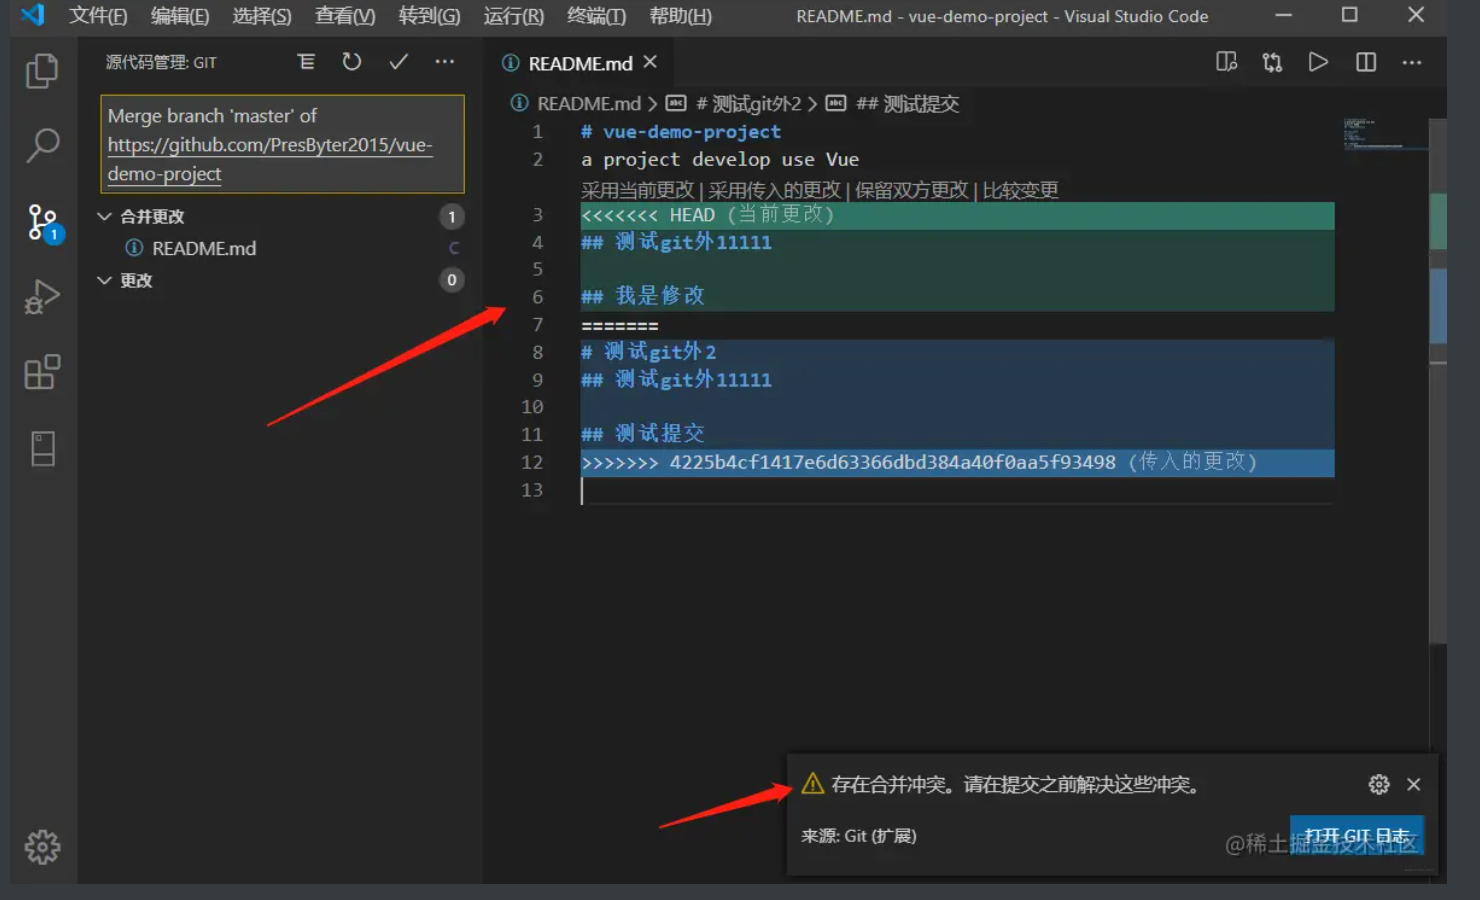 文件(F) 编辑(E) 选择(S) 查看(V) 转到(G) 运行(R) 终端(T) 帮助(H) README.md - vue-demo-project - Visual Studio Code
源代码管理: GIT
Merge branch 'master' of
https://github.com/PresByter2015/vue-
demo-project
合并更改 1
README.md C
更改 0
1
README.md
README.md > # 测试git外2 > ## 测试提交
1 # vue-demo-project
2 a project develop use Vue
采用当前更改 | 采用传入的更改 | 保留双方更改 | 比较变更
3 <<<<<<< HEAD (当前更改)
4 ## 测试git外11111
5
6 ## 我是修改
7 =======
8 # 测试git外2
9 ## 测试git外11111
10
11 ## 测试提交
12 >>>>>>> 4225b4cf1417e6d63366dbd384a40f0aa5f93498 (传入的更改)
13
存在合并冲突。请在提交之前解决这些冲突。
来源: Git (扩展)
打开 GIT 日志
@稀土掘金技术社区